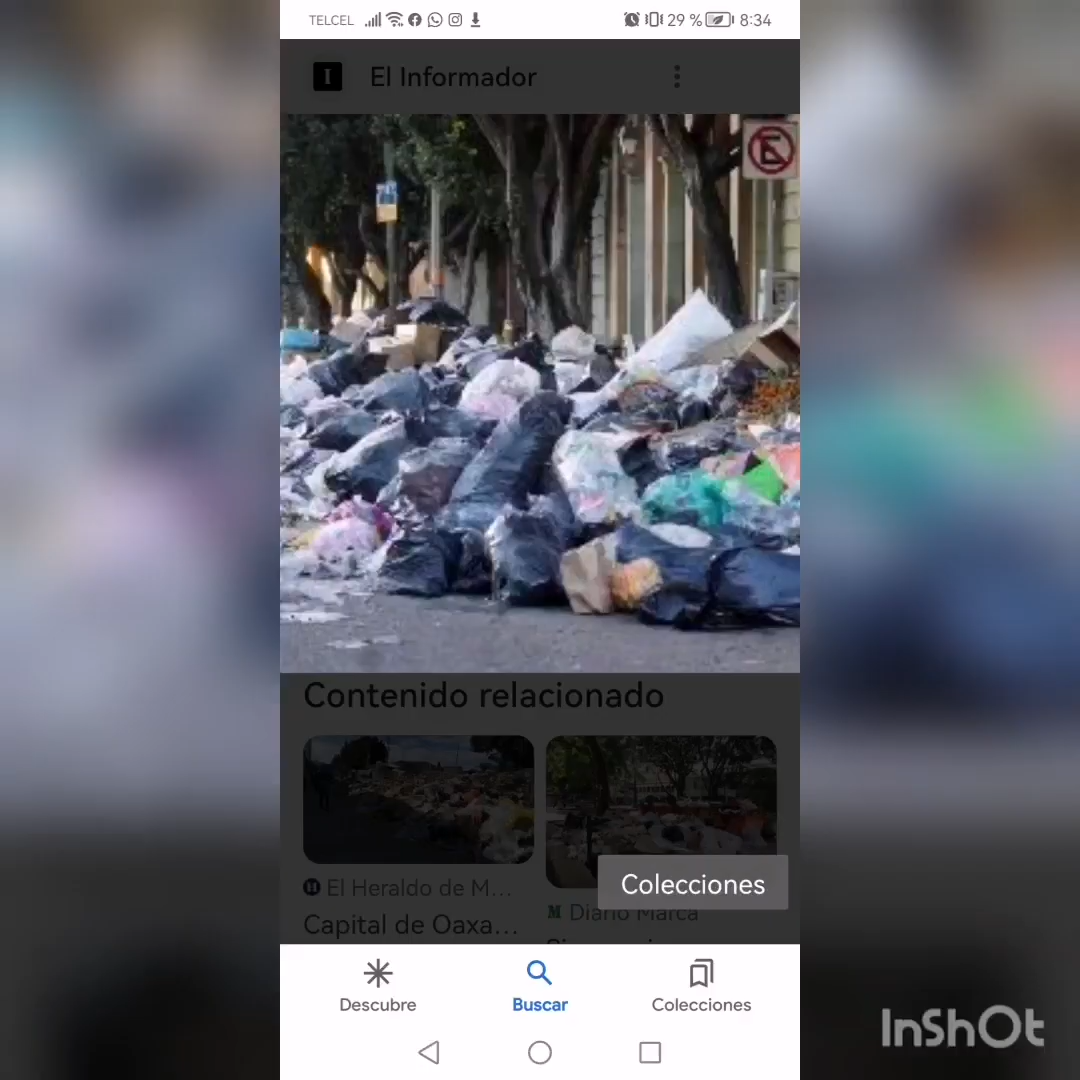 TELCEL 29 % 8:34
I El Informador
E
Contenido relacionado
El Heraldo de M...
Capital de Oaxa...
M Diario Marca
Colecciones
Descubre Buscar Colecciones
InShOt